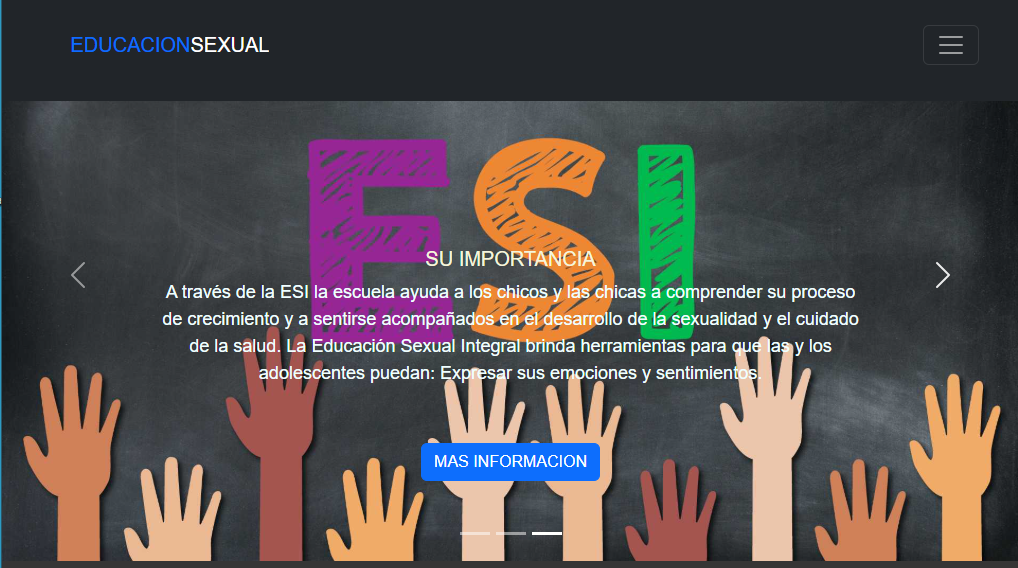 EDUCACIONSEXUAL
ESI
SU IMPORTANCIA
A través de la ESI la escuela ayuda a los chicos y las chicas a comprender su proceso
de crecimiento y a sentirse acompañados en el desarrollo de la sexualidad y el cuidado
de la salud. La Educación Sexual Integral brinda herramientas para que las y los
adolescentes puedan: Expresar sus emociones y sentimientos.
MAS INFORMACION